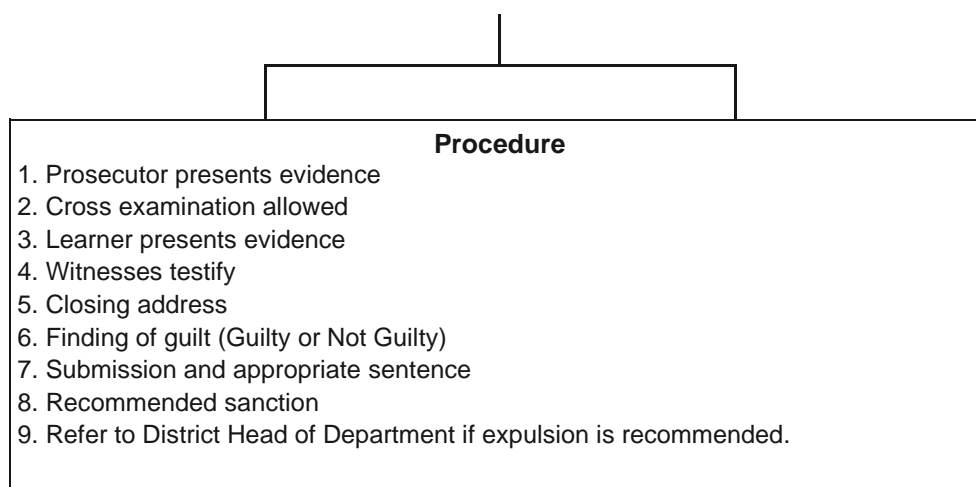 Procedure
1. Prosecutor presents evidence
2. Cross examination allowed
3. Learner presents evidence
4. Witnesses testify
5. Closing address
6. Finding of guilt (Guilty or Not Guilty)
7. Submission and appropriate sentence
8. Recommended sanction
9. Refer to District Head of Department if expulsion is recommended.